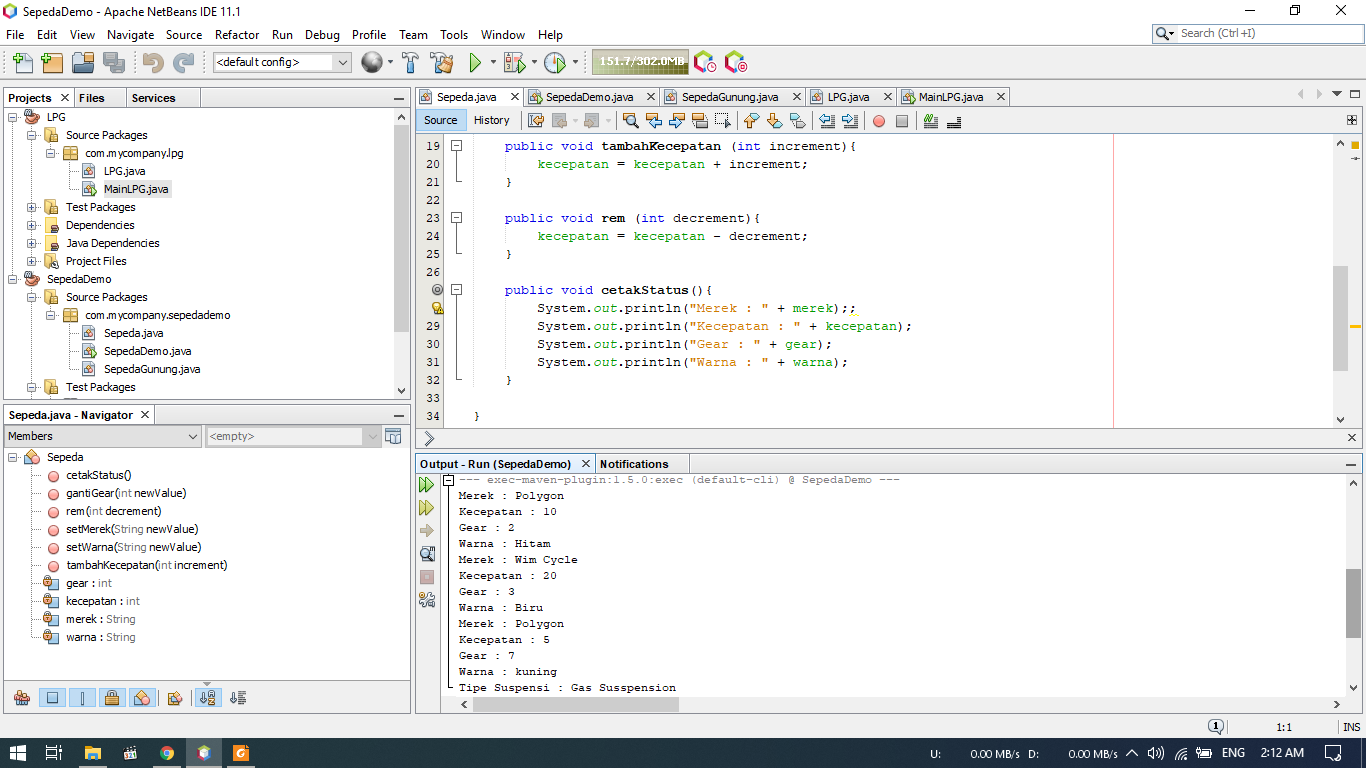 SepedaDemo - Apache NetBeans IDE 11.1
File Edit View Navigate Source Refactor Run Debug Profile Team Tools Window Help
Search (Ctrl+I)
<default config>
151.7/302.0MB
Projects Files Services
LPG
Source Packages
com.mycompany.lpg
LPG.java
MainLPG.java
Test Packages
Dependencies
Java Dependencies
Project Files
SepedaDemo
Source Packages
com.mycompany.sepedademo
Sepeda.java
SepedaDemo.java
SepedaGunung.java
Test Packages
Sepeda.java - Navigator
Members <empty>
Sepeda
cetakStatus()
gantiGear(int newValue)
rem(int decrement)
setMerek(String newValue)
setWarna(String newValue)
tambahKecepatan(int increment)
gear : int
kecepatan : int
merek : String
warna : String
Sepeda.java SepedaDemo.java SepedaGunung.java LPG.java MainLPG.java
Source History
19 public void tambahKecepatan (int increment){
20 kecepatan = kecepatan + increment;
21 }
22
23 public void rem (int decrement){
24 kecepatan = kecepatan - decrement;
25 }
26
public void cetakStatus(){
System.out.println("Merek : " + merek);;
29 System.out.println("Kecepatan : " + kecepatan);
30 System.out.println("Gear : " + gear);
31 System.out.println("Warna : " + warna);
32 }
33
34 }
Output - Run (SepedaDemo) Notifications
--- exec-maven-plugin:1.5.0:exec (default-cli) @ SepedaDemo ---
Merek : Polygon
Kecepatan : 10
Gear : 2
Warna : Hitam
Merek : Wim Cycle
Kecepatan : 20
Gear : 3
Warna : Biru
Merek : Polygon
Kecepatan : 5
Gear : 7
Warna : kuning
Tipe Suspensi : Gas Susspension
1 1:1 INS
U: 0.00 MB/s D: 0.00 MB/s ENG 2:12 AM